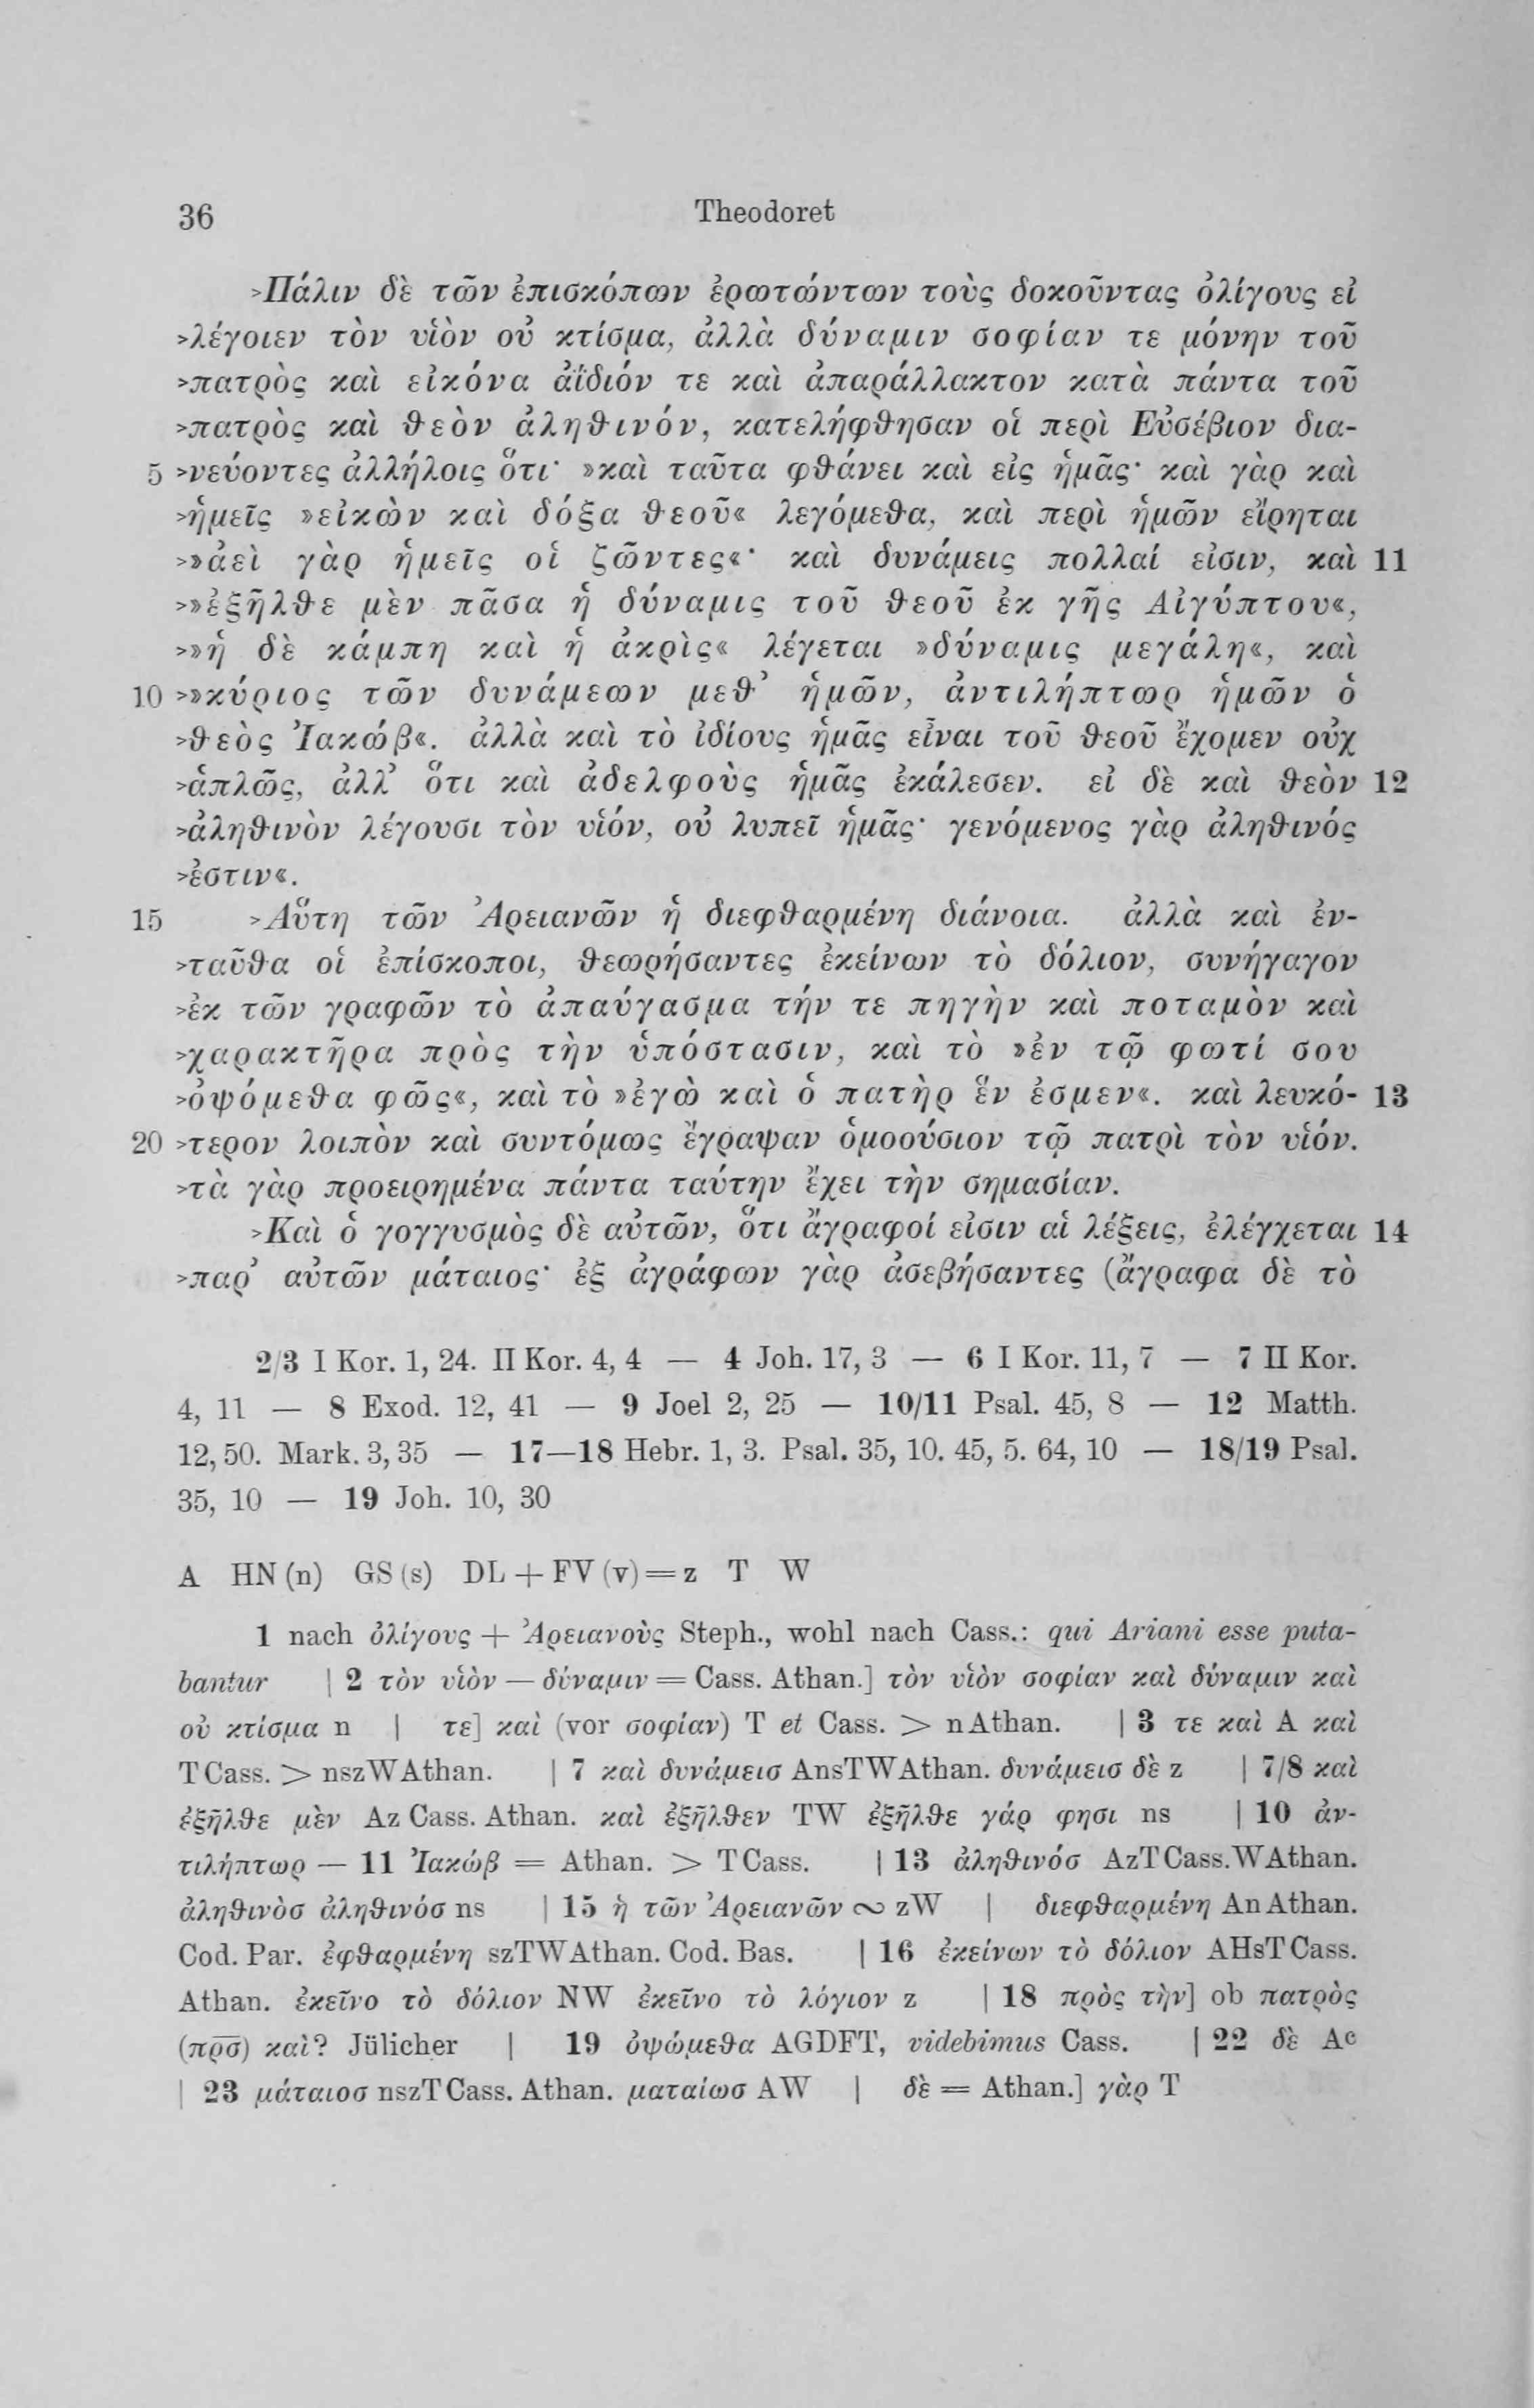 36 Theodoret
>Πάλιν δὲ τῶν ἐπισκόπων ἐρωτώντων τοὺς δοκοῦντας ὀλίγους εἰ
>λέγοιεν τὸν υἱὸν οὐ κτίσμα, ἀλλὰ δύναμιν σοφίαν τε μόνην τοῦ
>πατρὸς καὶ εἰκόνα ἀΐδιόν τε καὶ ἀπαράλλακτον κατὰ πάντα τοῦ
>πατρὸς καὶ θεὸν ἀληθινόν, κατελήφθησαν οἱ περὶ Εὐσέβιον δια-
5 >νεύοντες ἀλλήλοις ὅτι· »καὶ ταῦτα φθάνει καὶ εἰς ἡμᾶς· καὶ γὰρ καὶ
>ἡμεῖς »εἰκὼν καὶ δόξα θεοῦ« λεγόμεθα, καὶ περὶ ἡμῶν εἴρηται
>»ἀεὶ γὰρ ἡμεῖς οἱ ζῶντες«· καὶ δυνάμεις πολλαί εἰσιν, καὶ 11
>»ἐξῆλθε μὲν πᾶσα ἡ δύναμις τοῦ θεοῦ ἐκ γῆς Αἰγύπτου«,
>»ἡ δὲ κάμπη καὶ ἡ ἀκρὶς« λέγεται »δύναμις μεγάλη«, καὶ
10 >»κύριος τῶν δυνάμεων μεθ’ ἡμῶν, ἀντιλήπτωρ ἡμῶν ὁ
>θεὸς Ἰακώβ«. ἀλλὰ καὶ τὸ ἰδίους ἡμᾶς εἶναι τοῦ θεοῦ ἔχομεν οὐχ
>ἁπλῶς, ἀλλ’ ὅτι καὶ ἀδελφοὺς ἡμᾶς ἐκάλεσεν. εἰ δὲ καὶ θεὸν 12
>ἀληθινὸν λέγουσι τὸν υἱόν, οὐ λυπεῖ ἡμᾶς· γενόμενος γὰρ ἀληθινός
>ἐστιν«.
15 >Αὕτη τῶν Ἀρειανῶν ἡ διεφθαρμένη διάνοια. ἀλλὰ καὶ ἐν-
>ταῦθα οἱ ἐπίσκοποι, θεωρήσαντες ἐκείνων τὸ δόλιον, συνήγαγον
>ἐκ τῶν γραφῶν τὸ ἀπαύγασμα τήν τε πηγὴν καὶ ποταμὸν καὶ
>χαρακτῆρα πρὸς τὴν ὑπόστασιν, καὶ τὸ »ἐν τῷ φωτί σου
>ὀψόμεθα φῶς«, καὶ τὸ »ἐγὼ καὶ ὁ πατὴρ ἕν ἐσμεν«. καὶ λευκό- 13
20 >τερον λοιπὸν καὶ συντόμως ἔγραψαν ὁμοούσιον τῷ πατρὶ τὸν υἱόν.
>τὰ γὰρ προειρημένα πάντα ταύτην ἔχει τὴν σημασίαν.
>Καὶ ὁ γογγυσμὸς δὲ αὐτῶν, ὅτι ἄγραφοί εἰσιν αἱ λέξεις, ἐλέγχεται 14
>παρ’ αὐτῶν μάταιος· ἐξ ἀγράφων γὰρ ἀσεβήσαντες (ἄγραφα δὲ τὸ
2/3 I Kor. 1, 24. II Kor. 4, 4 — 4 Joh. 17, 3 — 6 I Kor. 11, 7 — 7 II Kor.
4, 11 — 8 Exod. 12, 41 — 9 Joel 2, 25 — 10/11 Psal. 45, 8 — 12 Matth.
12, 50. Mark. 3, 35 — 17—18 Hebr. 1, 3. Psal. 35, 10. 45, 5. 64, 10 — 18/19 Psal.
35, 10 — 19 Joh. 10, 30
A HN (n) GS (s) DL + FV (v) = z T W
1 nach ὀλίγους + Ἀρειανοὺς Steph., wohl nach Cass.: qui Ariani esse puta-
bantur | 2 τὸν υἱὸν — δύναμιν = Cass. Athan.] τὸν υἱὸν σοφίαν καὶ δύναμιν καὶ
οὐ κτίσμα n | τε] καὶ (vor σοφίαν) T et Cass. > n Athan. | 3 τε καὶ A καὶ
T Cass. > nszW Athan. | 7 καὶ δυνάμεισ AnsTW Athan. δυνάμεισ δὲ z | 7/8 καὶ
ἐξῆλθε μὲν Az Cass. Athan. καὶ ἐξῆλθεν TW ἐξῆλθε γάρ φησι ns | 10 ἀν-
τιλήπτωρ — 11 Ἰακώβ = Athan. > T Cass. | 13 ἀληθινόσ AzT Cass. W Athan.
ἀληθινὸσ ἀληθινόσ ns | 15 ἡ τῶν Ἀρειανῶν ∾ zW | διεφθαρμένη An Athan.
Cod. Par. ἐφθαρμένη szTW Athan. Cod. Bas. | 16 ἐκείνων τὸ δόλιον AHsT Cass.
Athan. ἐκεῖνο τὸ δόλιον NW ἐκεῖνο τὸ λόγιον z | 18 πρὸς τὴν] ob πατρὸς
(π̅ρ̅σ̅) καὶ? Jülicher | 19 ὀψώμεθα AGDFT, videbimus Cass. | 22 δὲ Ac
| 23 μάταιοσ nszT Cass. Athan. ματαίωσ AW | δὲ = Athan.] γὰρ T